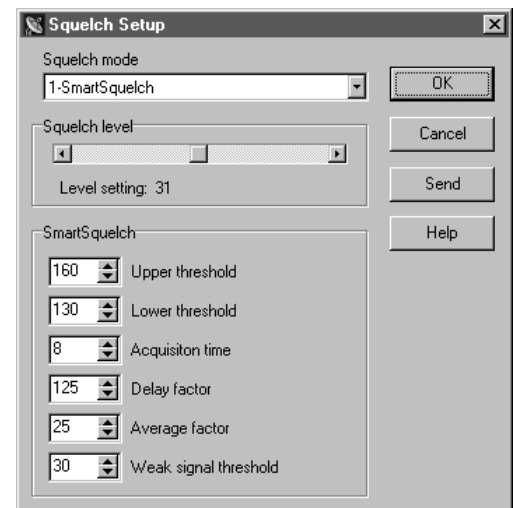 Squelch Setup
Squelch mode
1-SmartSquelch
OK
Squelch level
Cancel
Level setting: 31
Send
SmartSquelch
Help
160 Upper threshold
130 Lower threshold
8 Acquisiton time
125 Delay factor
25 Average factor
30 Weak signal threshold